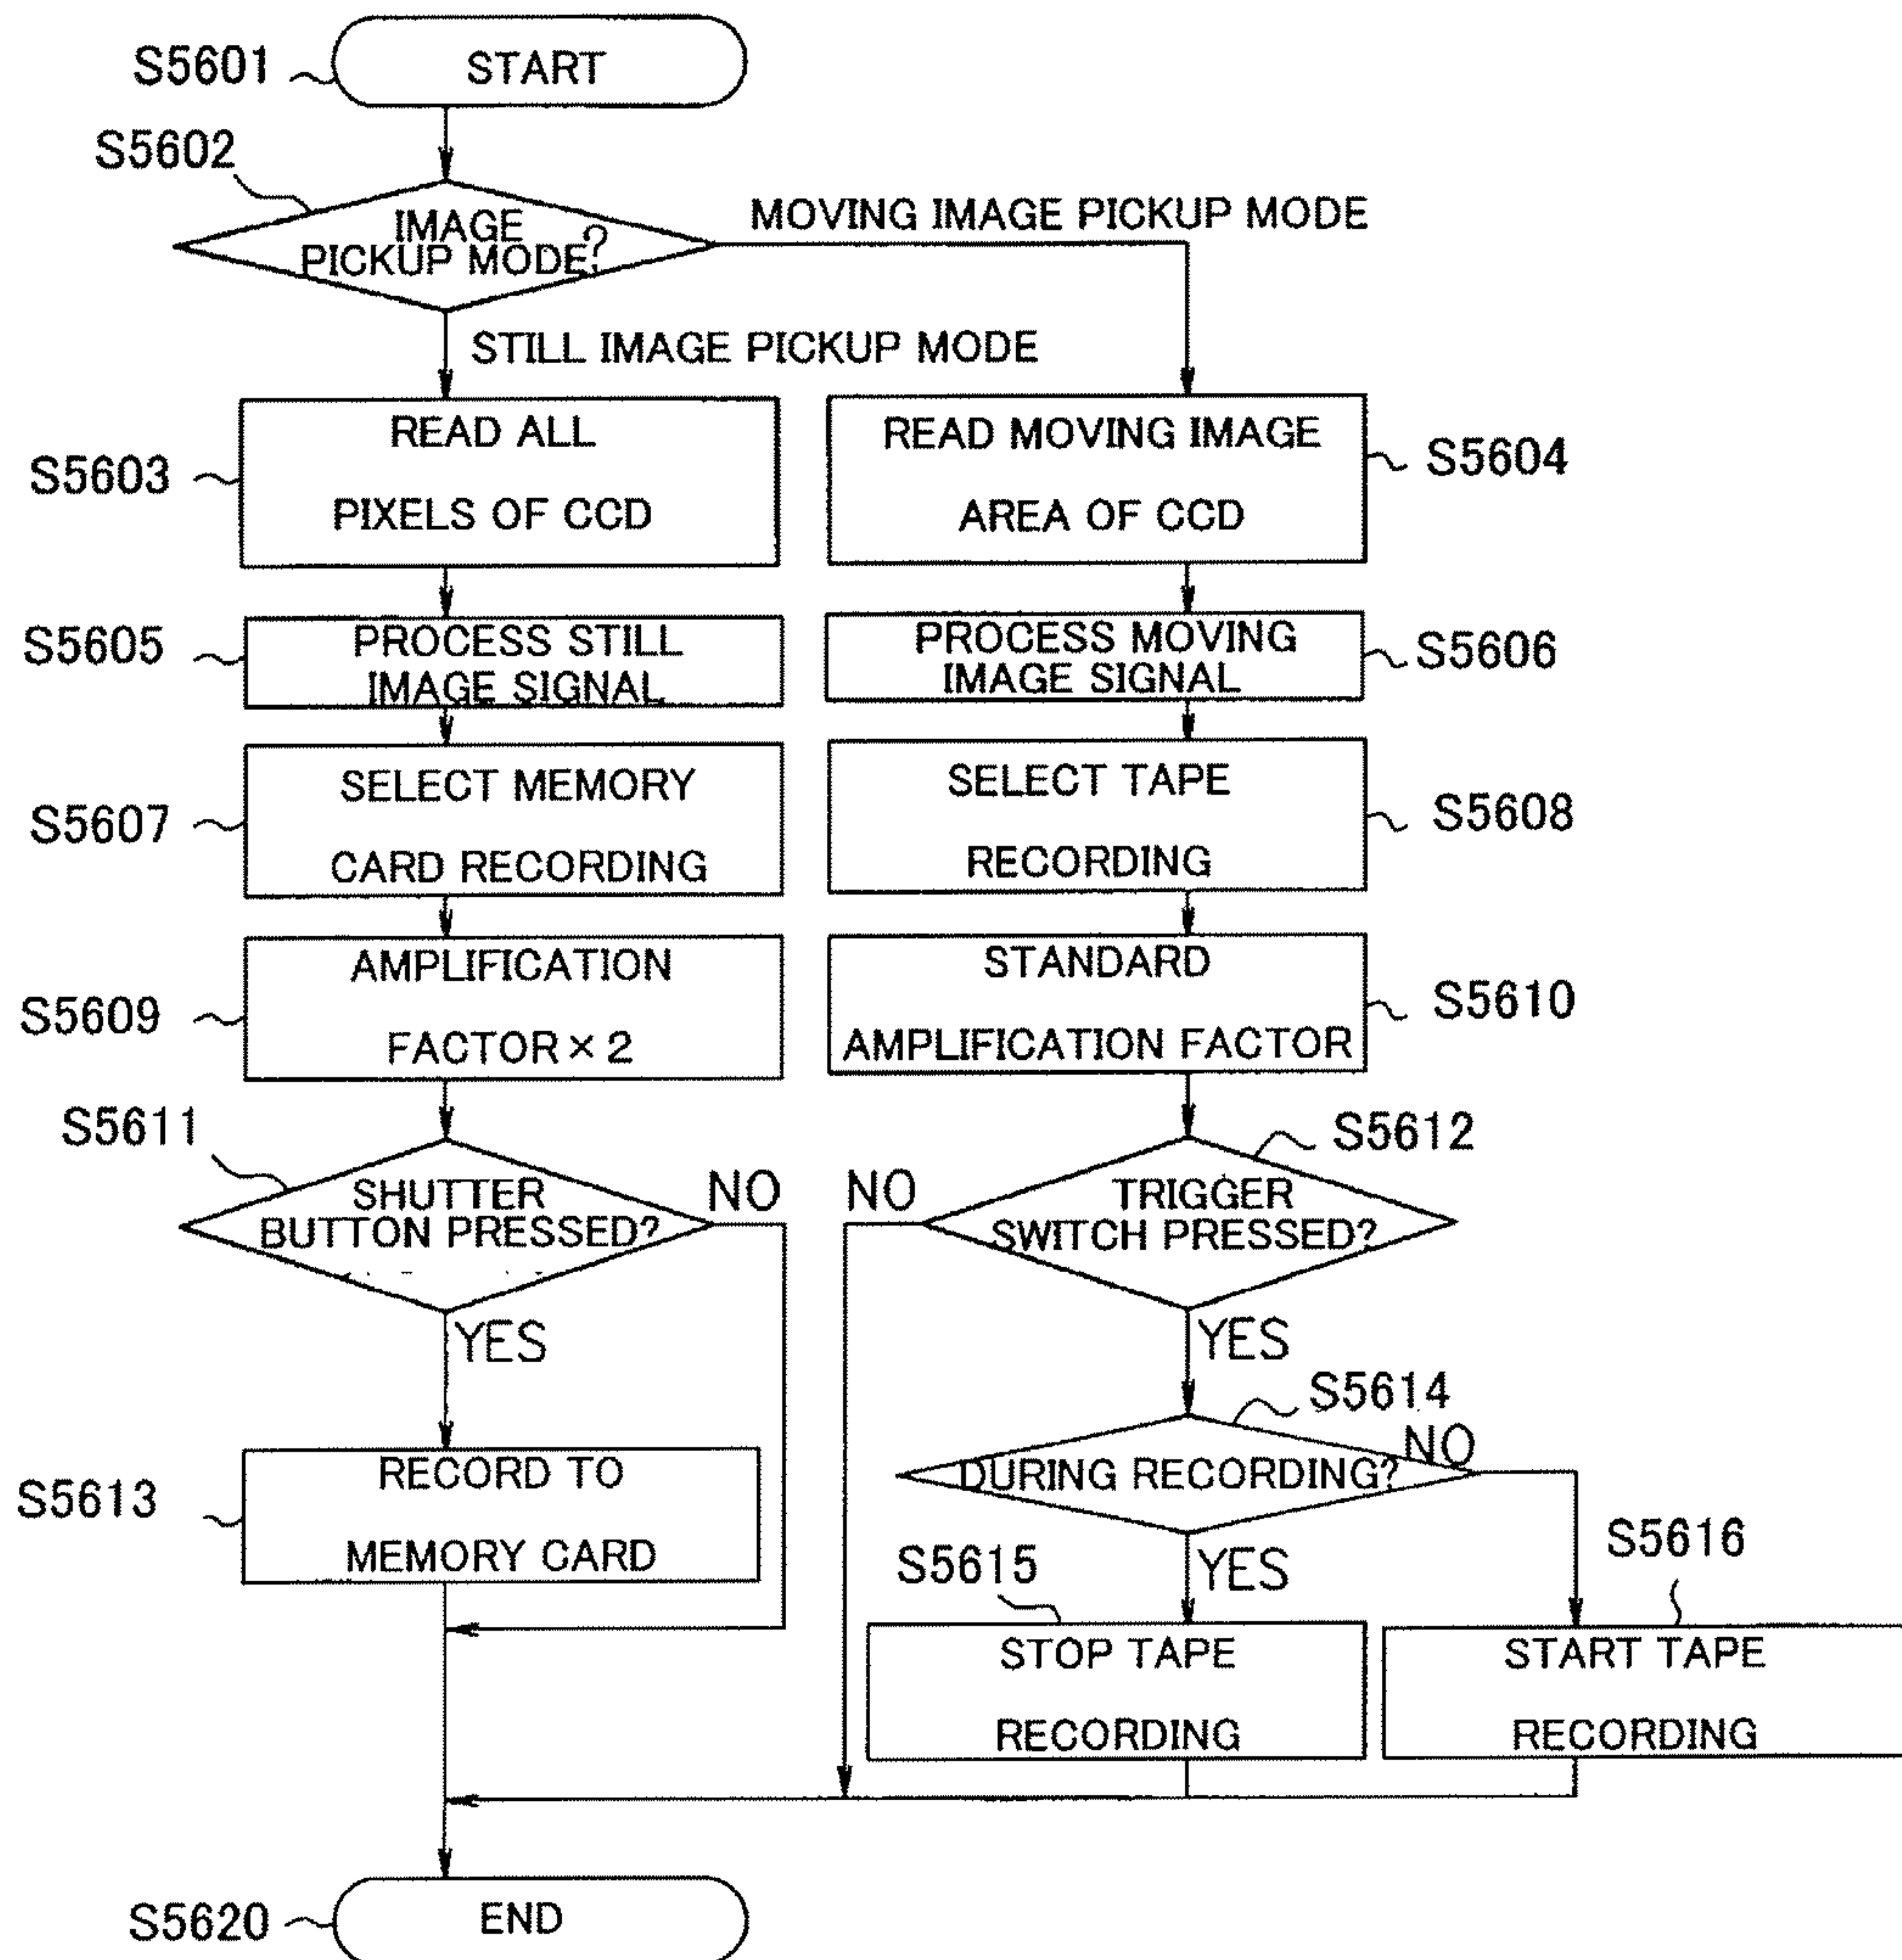 S5601
START
S5602
IMAGE
PICKUP MODE?
MOVING IMAGE PICKUP MODE
STILL IMAGE PICKUP MODE
S5603
READ ALL
PIXELS OF CCD
READ MOVING IMAGE
AREA OF CCD
S5604
S5605
PROCESS STILL
IMAGE SIGNAL
PROCESS MOVING
IMAGE SIGNAL
S5606
S5607
SELECT MEMORY
CARD RECORDING
SELECT TAPE
RECORDING
S5608
S5609
AMPLIFICATION
FACTOR×2
STANDARD
AMPLIFICATION FACTOR
S5610
S5611
SHUTTER
BUTTON PRESSED?
NO
YES
S5612
NO
TRIGGER
SWITCH PRESSED?
YES
S5613
RECORD TO
MEMORY CARD
S5614
DURING RECORDING?
NO
YES
S5615
STOP TAPE
RECORDING
S5616
START TAPE
RECORDING
S5620
END